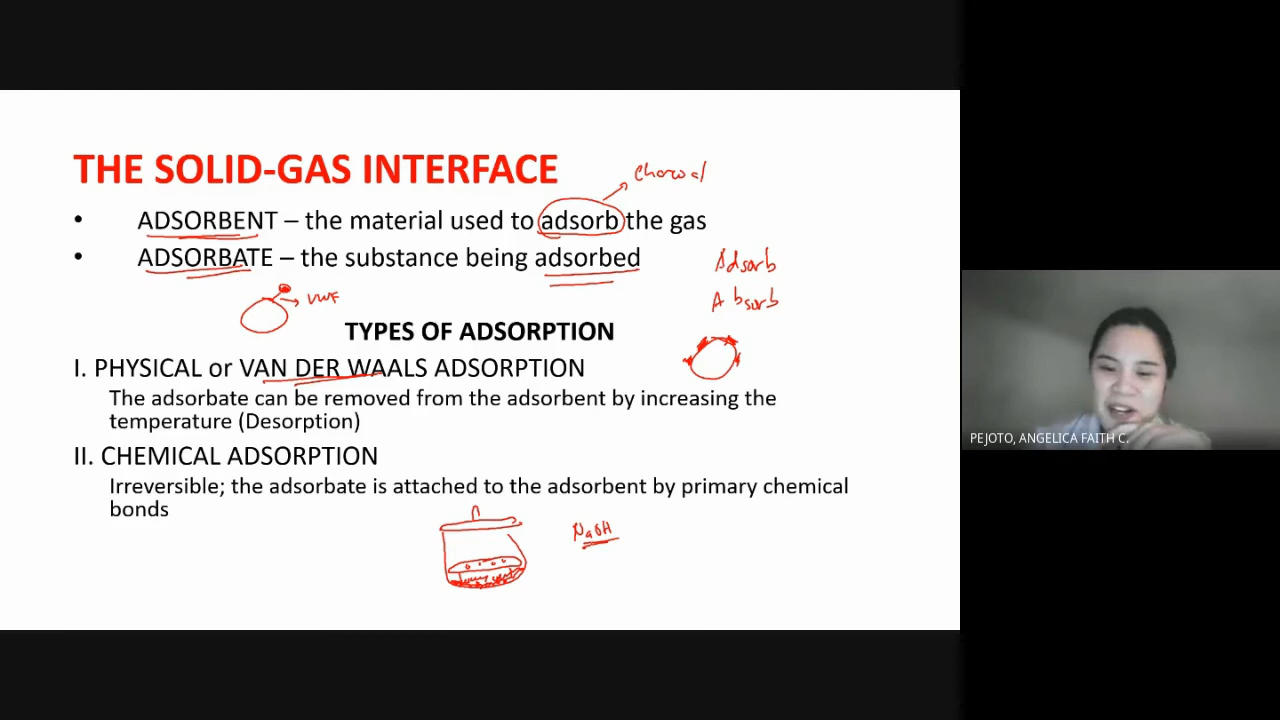 THE SOLID-GAS INTERFACE
Charcoal
• ADSORBENT – the material used to adsorb the gas
• ADSORBATE – the substance being adsorbed
Adsorb
Absorb
VWF
TYPES OF ADSORPTION
I. PHYSICAL or VAN DER WAALS ADSORPTION
The adsorbate can be removed from the adsorbent by increasing the
temperature (Desorption)
II. CHEMICAL ADSORPTION
Irreversible; the adsorbate is attached to the adsorbent by primary chemical
bonds
NaOH
PEJOTO, ANGELICA FAITH C.